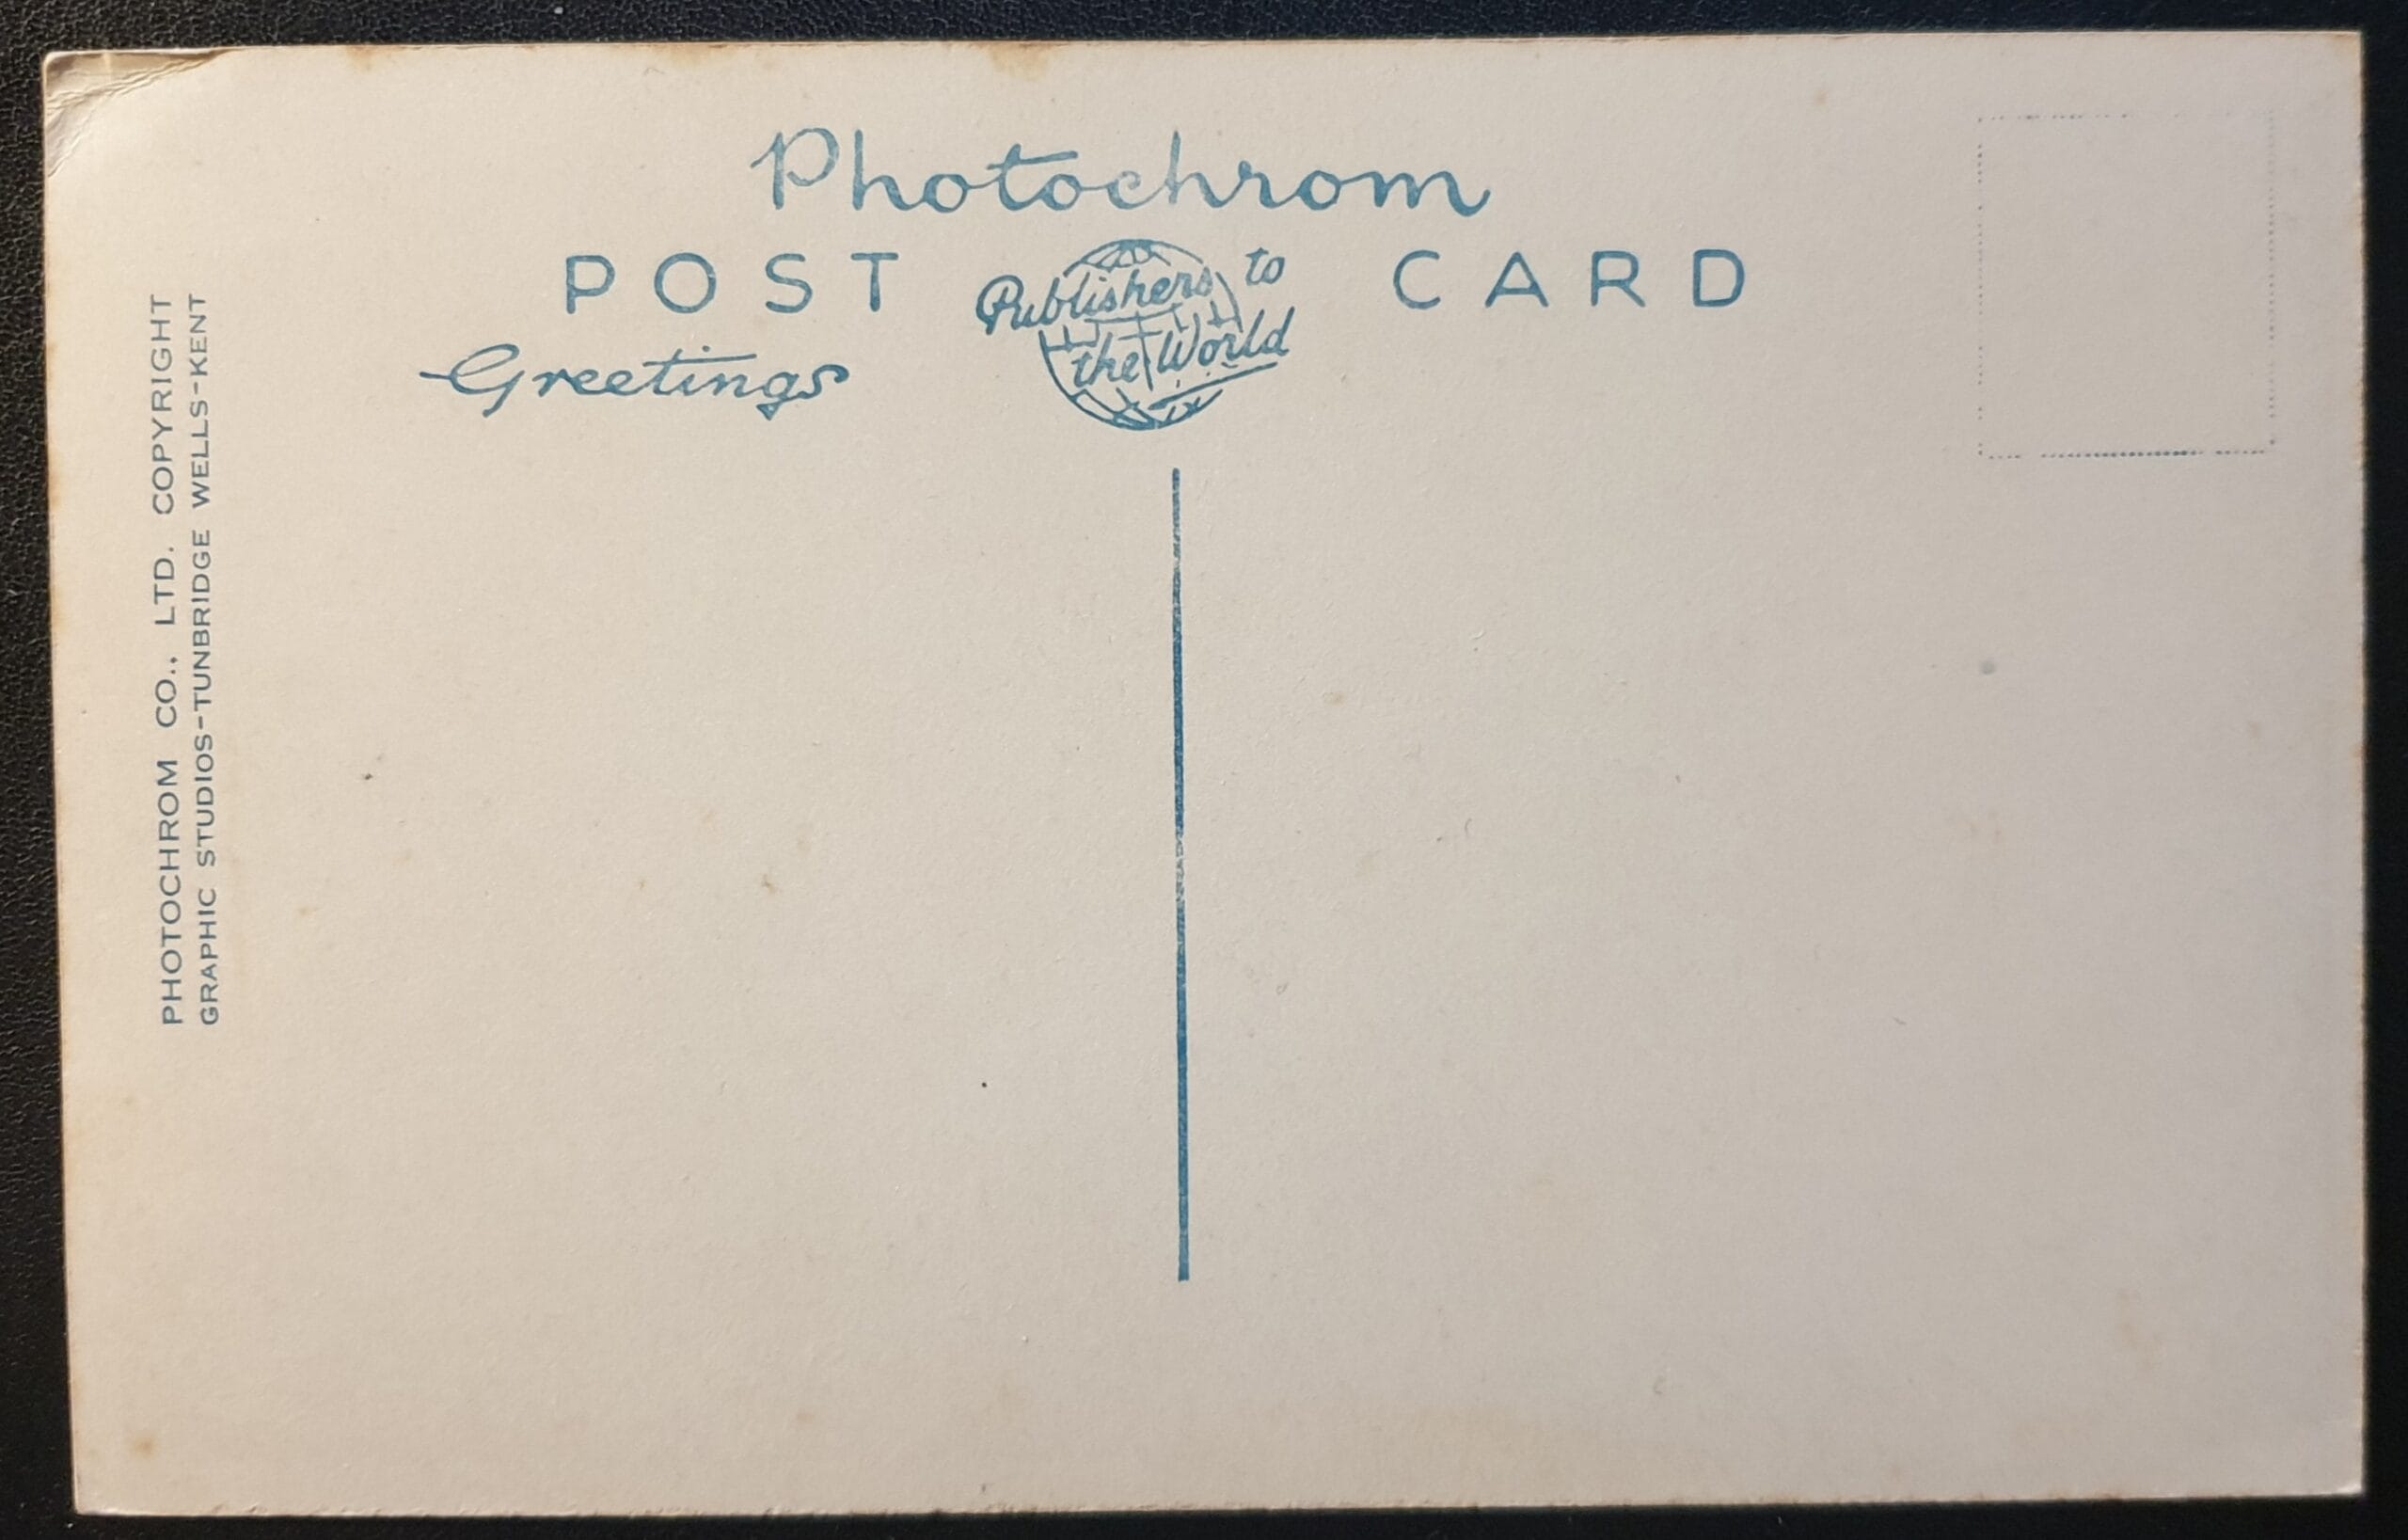 Photochrom
POST CARD
Publishers to
the World
Greetings
PHOTOCHROM CO., LTD. COPYRIGHT
GRAPHIC STUDIOS-TUNBRIDGE WELLS-KENT